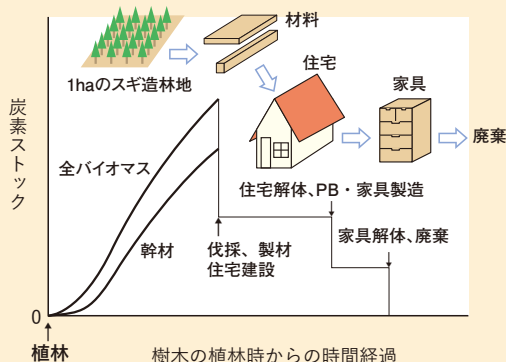 材料
1haのスギ造林地
住宅
家具
廃棄
炭素ストック
全バイオマス
幹材
住宅解体、PB・家具製造
伐採、製材
住宅建設
家具解体、廃棄
0
植林
樹木の植林時からの時間経過